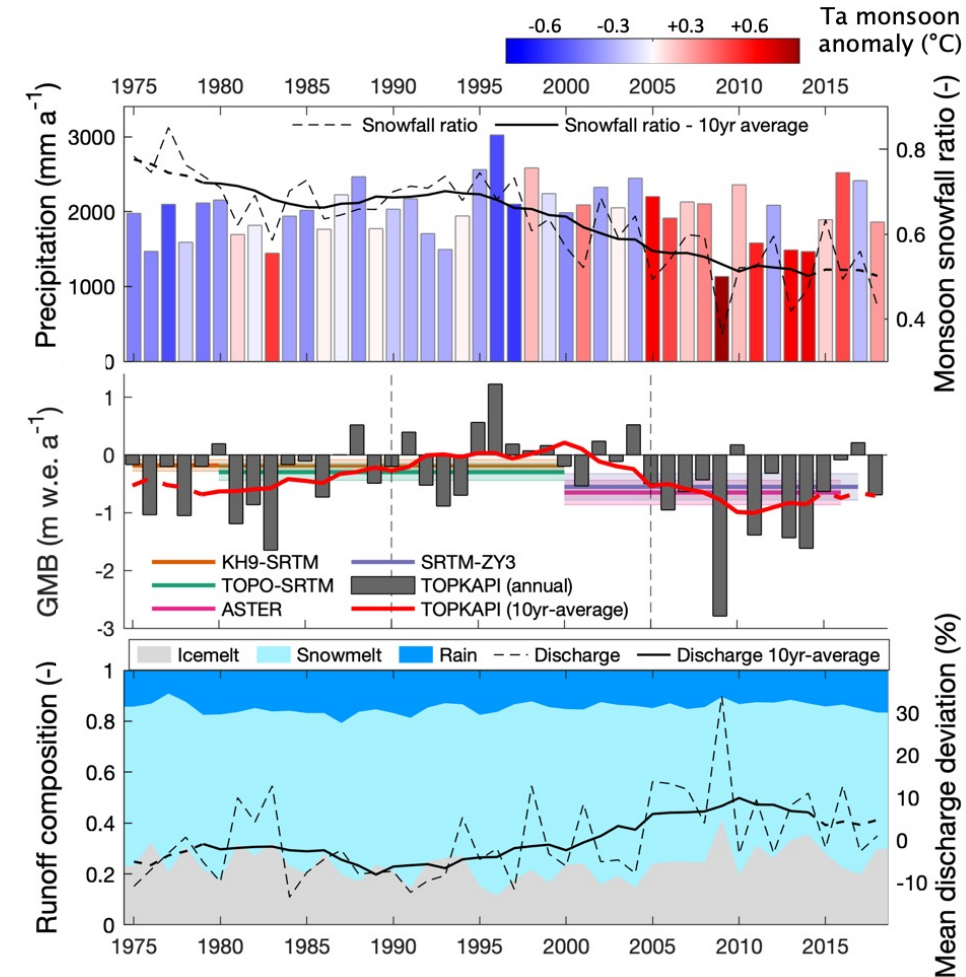 -0.6 -0.3 +0.3 +0.6
Ta monsoon
anomaly (°C)
1975 1980 1985 1990 1995 2000 2005 2010 2015
Precipitation (mm a⁻¹)
3000
2000
1000
0
Snowfall ratio
Snowfall ratio - 10yr average
0.8
0.6
0.4
Monsoon snowfall ratio (-)
GMB (m w.e. a⁻¹)
1
0
-1
-2
-3
KH9-SRTM
TOPO-SRTM
ASTER
SRTM-ZY3
TOPKAPI (annual)
TOPKAPI (10yr-average)
Icemelt Snowmelt Rain Discharge Discharge 10yr-average
Runoff composition (-)
1
0.8
0.6
0.4
0.2
0
30
20
10
0
-10
Mean discharge deviation (%)
1975 1980 1985 1990 1995 2000 2005 2010 2015